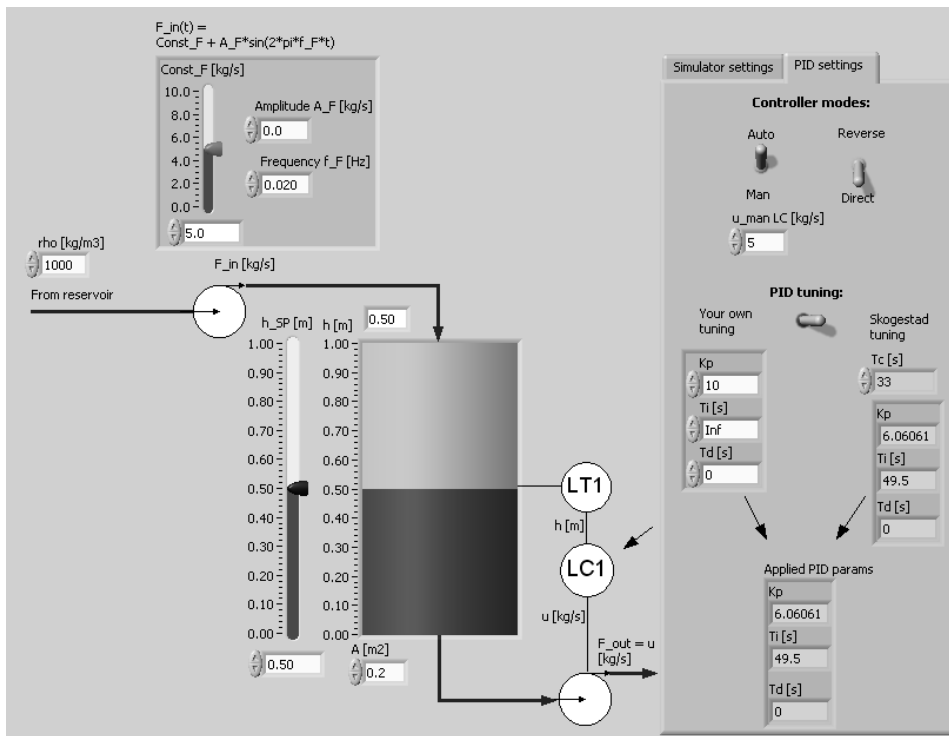 F_in(t) =
Const_F + A_F*sin(2*pi*f_F*t)
Const_F [kg/s]
10.0
8.0
6.0
4.0
2.0
0.0
5.0
Amplitude A_F [kg/s]
0.0
Frequency f_F [Hz]
0.020
rho [kg/m3]
1000
From reservoir
F_in [kg/s]
h_SP [m]
1.00
0.90
0.80
0.70
0.60
0.50
0.40
0.30
0.20
0.10
0.00
0.50
h [m]
0.50
1.00
0.90
0.80
0.70
0.60
0.50
0.40
0.30
0.20
0.10
0.00
A [m2]
0.2
LT1
h [m]
LC1
u [kg/s]
F_out = u
[kg/s]
Simulator settings
PID settings
Controller modes:
Auto
Man
Reverse
Direct
u_man LC [kg/s]
5
PID tuning:
Your own
tuning
Kp
10
Ti [s]
Inf
Td [s]
0
Skogestad
tuning
Tc [s]
33
Kp
6.06061
Ti [s]
49.5
Td [s]
0
Applied PID params
Kp
6.06061
Ti [s]
49.5
Td [s]
0